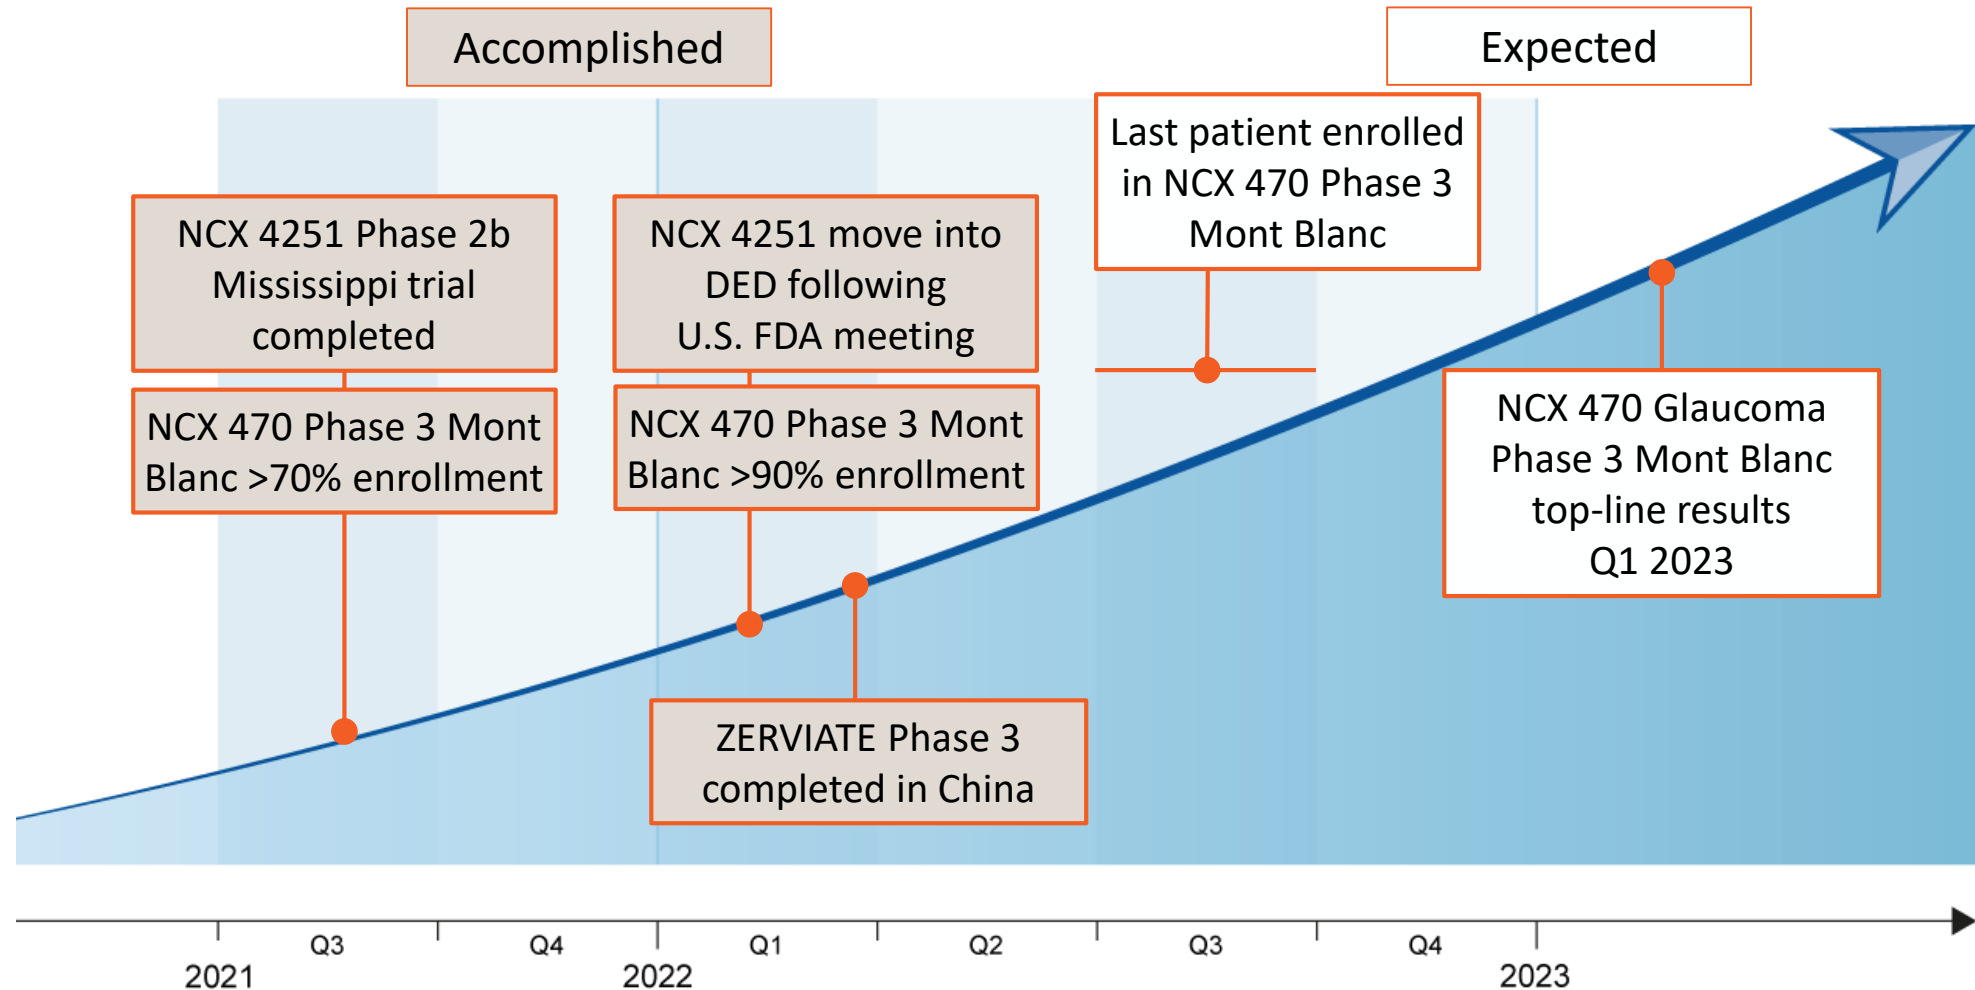 Accomplished
Expected
NCX 4251 Phase 2b
Mississippi trial
completed
NCX 470 Phase 3 Mont
Blanc >70% enrollment
NCX 4251 move into
DED following
U.S. FDA meeting
NCX 470 Phase 3 Mont
Blanc >90% enrollment
ZERVIATE Phase 3
completed in China
Last patient enrolled
in NCX 470 Phase 3
Mont Blanc
NCX 470 Glaucoma
Phase 3 Mont Blanc
top-line results
Q1 2023
Q3 Q4 Q1 Q2 Q3 Q4
2021 2022 2023